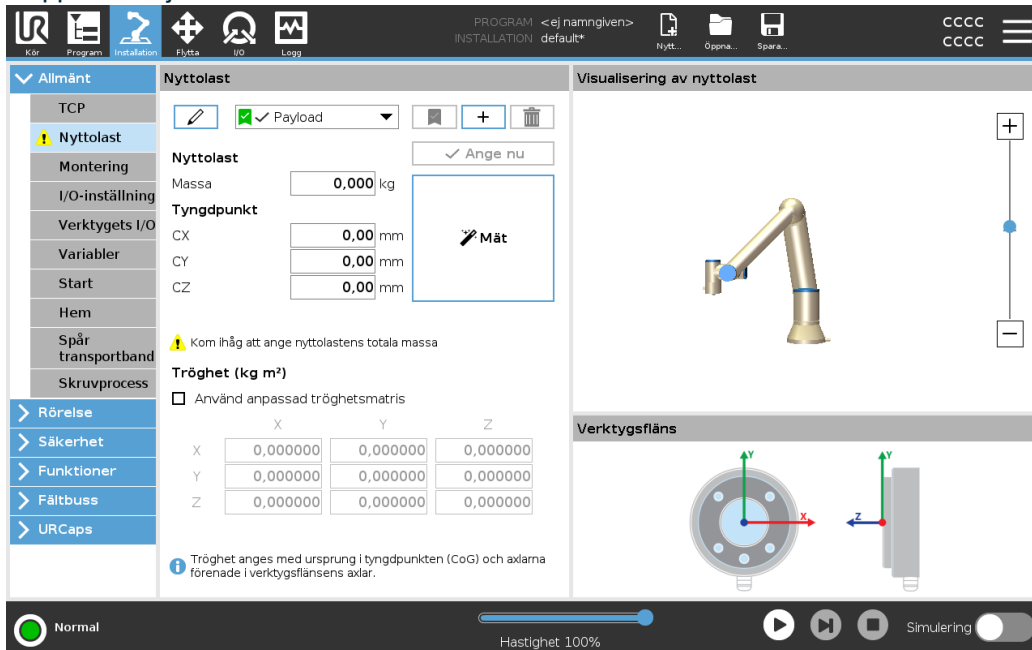 PROGRAM <ej namngiven>
INSTALLATION default*
cccc
cccc
UR
Kör
Program
Installation
Flytta
I/O
Logg
Nytt...
Öppna...
Spara...
Allmänt
TCP
Nyttolast
Montering
I/O-inställning
Verktygets I/O
Variabler
Start
Hem
Spår
transportband
Skruvprocess
Rörelse
Säkerhet
Funktioner
Fältbuss
URCaps
Nyttolast
Payload
Ange nu
Nyttolast
Massa 0,000 kg
Tyngdpunkt
CX 0,00 mm
CY 0,00 mm
CZ 0,00 mm
Mät
Kom ihåg att ange nyttolastens totala massa
Tröghet (kg m²)
Använd anpassad tröghetsmatris
X Y Z
X 0,000000 0,000000 0,000000
Y 0,000000 0,000000 0,000000
Z 0,000000 0,000000 0,000000
Tröghet anges med ursprung i tyngdpunkten (CoG) och axlarna
förenade i verktygsflänsens axlar.
Visualisering av nyttolast
Verktygsfläns
Y
X
Y
Z
Normal
Hastighet 100%
Simulering